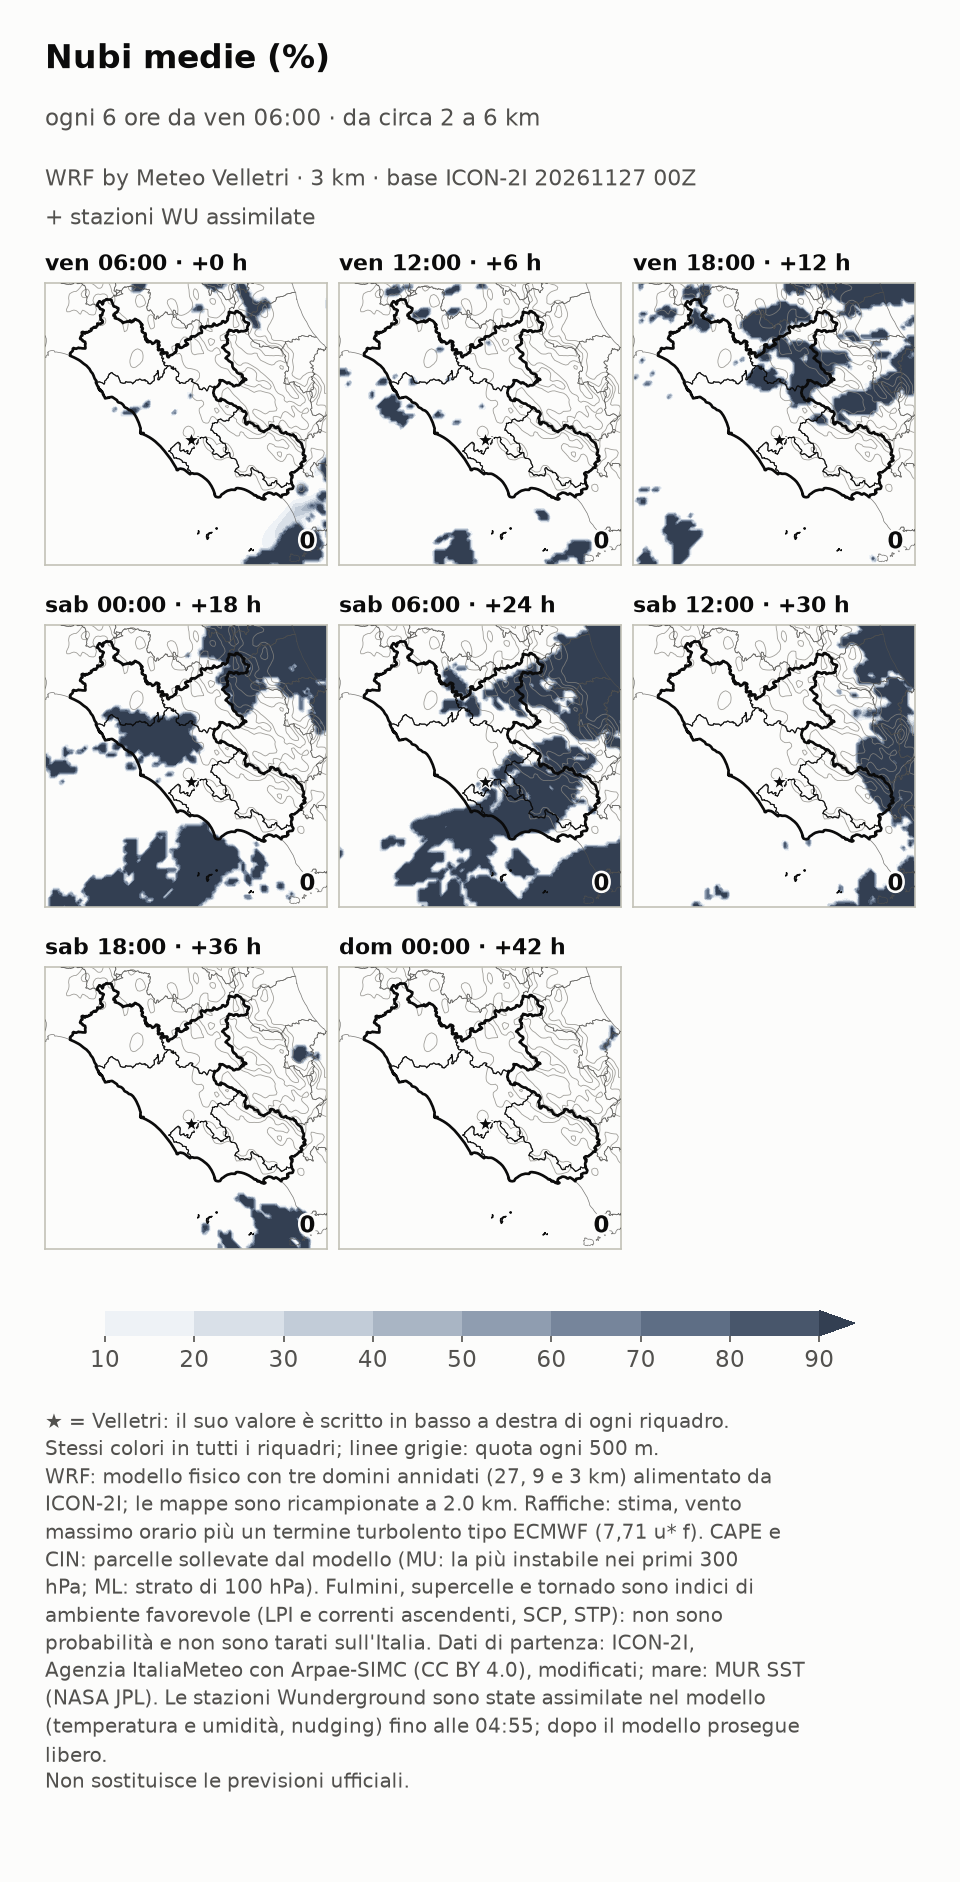 Nubi medie (%)
ogni 6 ore da ven 06:00 · da circa 2 a 6 km
WRF by Meteo Velletri · 3 km · base ICON-2I 20261127 00Z
+ stazioni WU assimilate
ven 06:00 · +0 h
ven 12:00 · +6 h
ven 18:00 · +12 h
0
0
0
sab 00:00 · +18 h
sab 06:00 · +24 h
sab 12:00 · +30 h
0
0
0
sab 18:00 · +36 h
dom 00:00 · +42 h
0
0
10 20 30 40 50 60 70 80 90
★ = Velletri: il suo valore è scritto in basso a destra di ogni riquadro.
Stessi colori in tutti i riquadri; linee grigie: quota ogni 500 m.
WRF: modello fisico con tre domini annidati (27, 9 e 3 km) alimentato da
ICON-2I; le mappe sono ricampionate a 2.0 km. Raffiche: stima, vento
massimo orario più un termine turbolento tipo ECMWF (7,71 u* f). CAPE e
CIN: parcelle sollevate dal modello (MU: la più instabile nei primi 300
hPa; ML: strato di 100 hPa). Fulmini, supercelle e tornado sono indici di
ambiente favorevole (LPI e correnti ascendenti, SCP, STP): non sono
probabilità e non sono tarati sull'Italia. Dati di partenza: ICON-2I,
Agenzia ItaliaMeteo con Arpae-SIMC (CC BY 4.0), modificati; mare: MUR SST
(NASA JPL). Le stazioni Wunderground sono state assimilate nel modello
(temperatura e umidità, nudging) fino alle 04:55; dopo il modello prosegue
libero.
Non sostituisce le previsioni ufficiali.